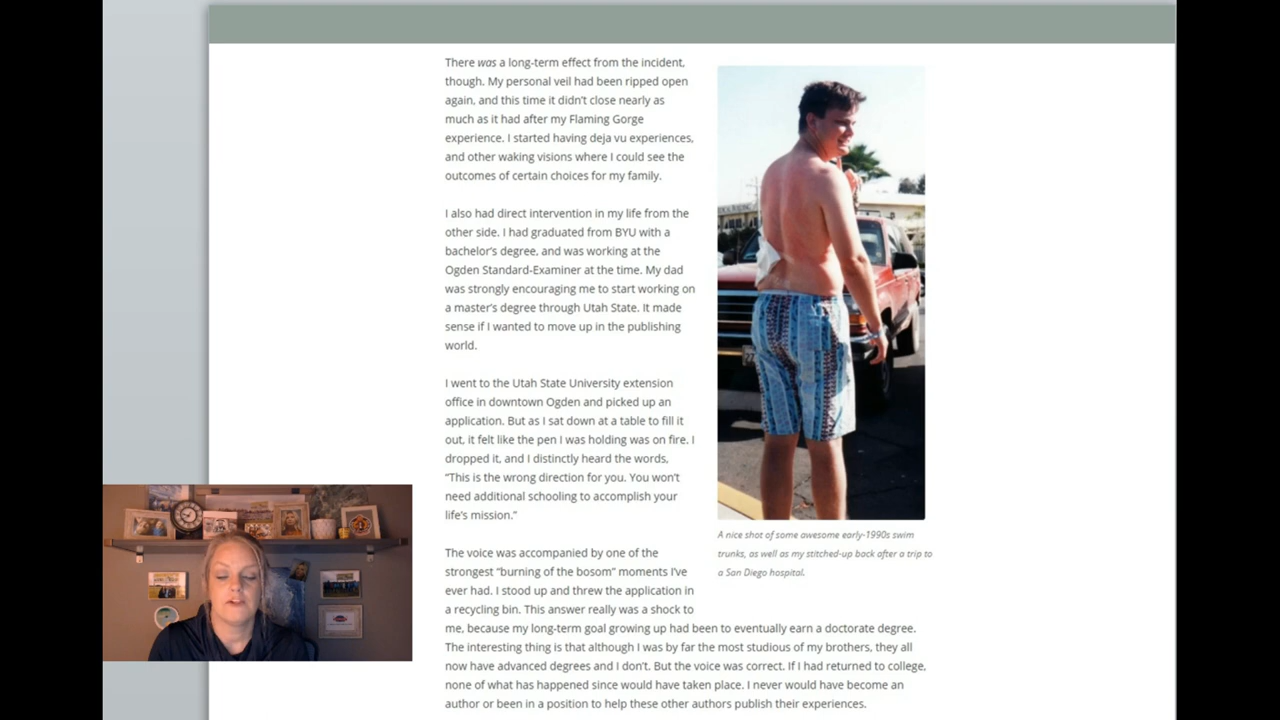 There was a long-term effect from the incident,
though. My personal veil had been ripped open
again, and this time it didn't close nearly as
much as it had after my Flaming Gorge
experience. I started having deja vu experiences,
and other waking visions where I could see the
outcomes of certain choices for my family.
I also had direct intervention in my life from the
other side. I had graduated from BYU with a
bachelor's degree, and was working at the
Ogden Standard-Examiner at the time. My dad
was strongly encouraging me to start working on
a master's degree through Utah State. It made
sense if I wanted to move up in the publishing
world.
I went to the Utah State University extension
office in downtown Ogden and picked up an
application. But as I sat down at a table to fill it
out, it felt like the pen I was holding was on fire. I
dropped it, and I distinctly heard the words,
"This is the wrong direction for you. You won't
need additional schooling to accomplish your
life's mission."
The voice was accompanied by one of the
strongest "burning of the bosom" moments I've
ever had. I stood up and threw the application in
a recycling bin. This answer really was a shock to
me, because my long-term goal growing up had been to eventually earn a doctorate degree.
The interesting thing is that although I was by far the most studious of my brothers, they all
now have advanced degrees and I don't. But the voice was correct. If I had returned to college,
none of what has happened since would have taken place. I never would have become an
author or been in a position to help these other authors publish their experiences.
A nice shot of some awesome early-1990s swim
trunks, as well as my stitched-up back after a trip to
a San Diego hospital.